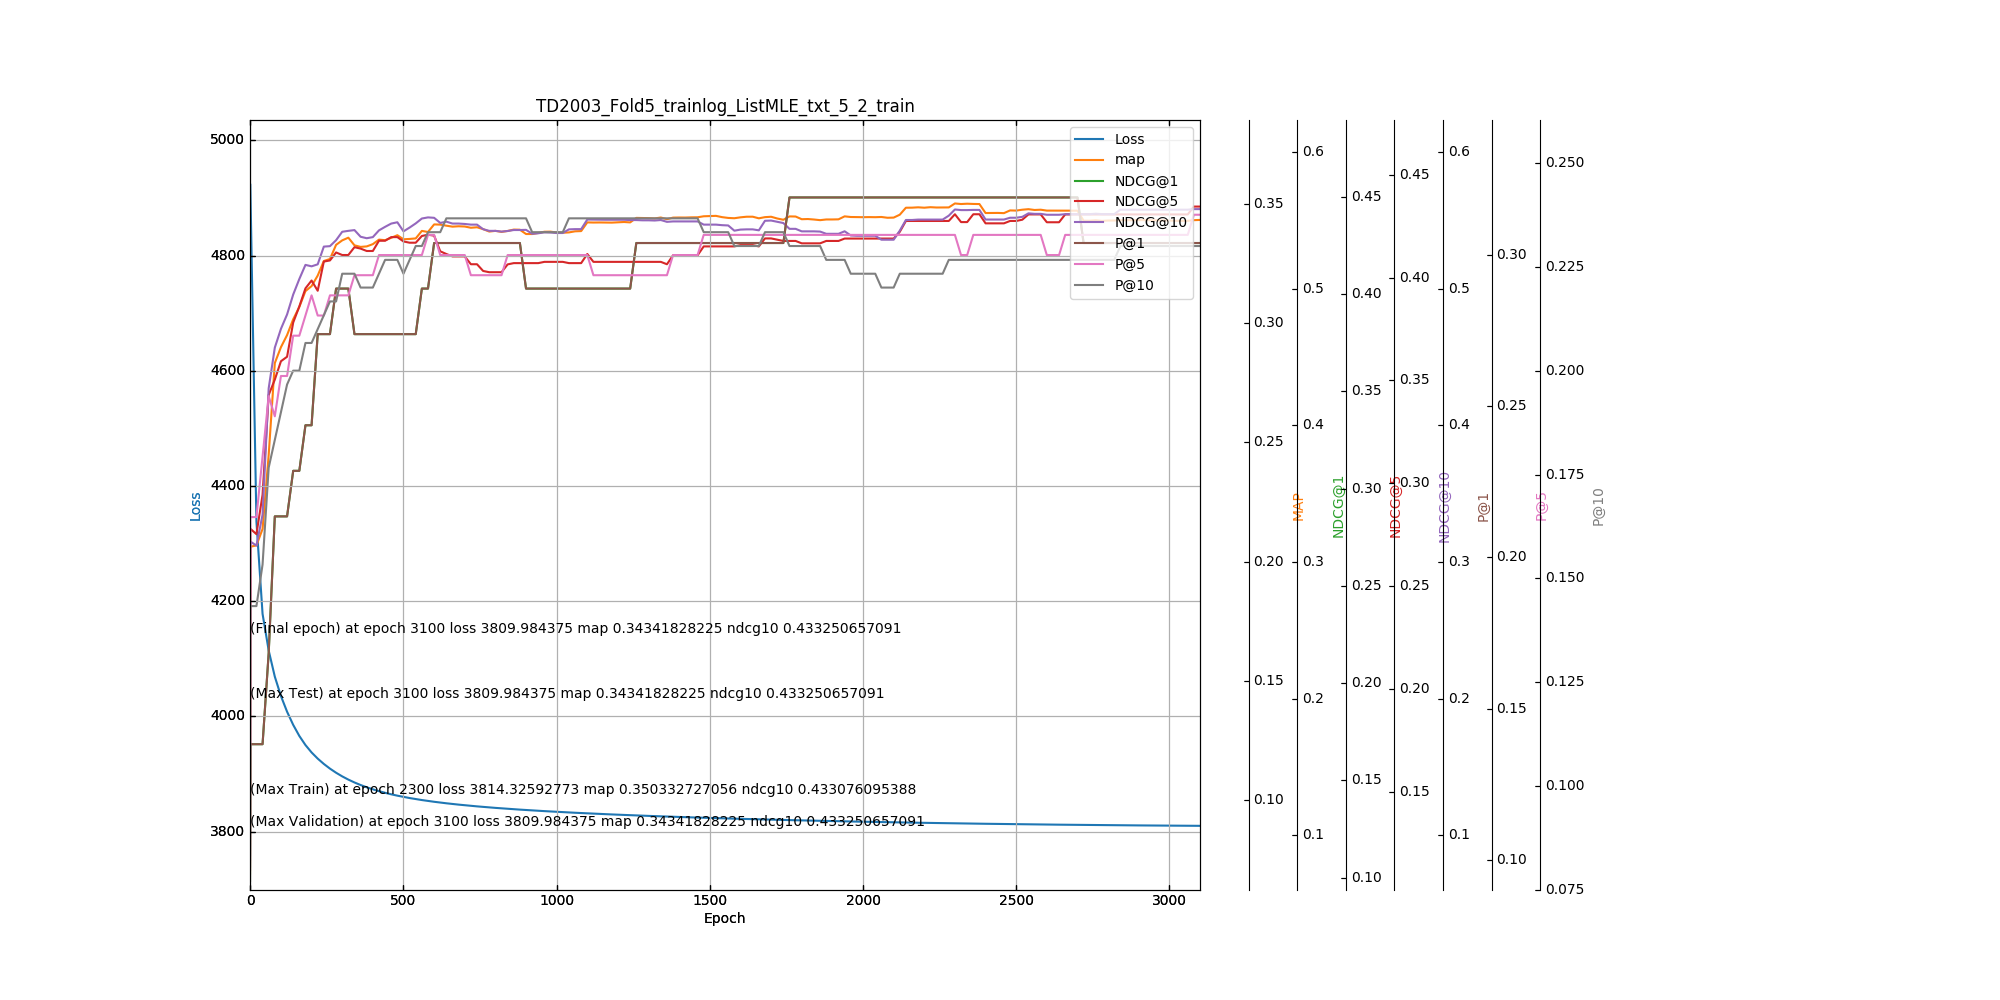 TD2003_Fold5_trainlog_ListMLE_txt_5_2_train
5000
4800
4600
4400
4200
4000
3800
Loss
0
500
1000
1500
2000
2500
3000
Epoch
Loss
map
NDCG@1
NDCG@5
NDCG@10
P@1
P@5
P@10
(Final epoch) at epoch 3100 loss 3809.984375 map 0.34341828225 ndcg10 0.433250657091
(Max Test) at epoch 3100 loss 3809.984375 map 0.34341828225 ndcg10 0.433250657091
(Max Train) at epoch 2300 loss 3814.32592773 map 0.350332727056 ndcg10 0.433076095388
(Max Validation) at epoch 3100 loss 3809.984375 map 0.34341828225 ndcg10 0.433250657091
0.35
0.30
0.25
0.20
0.15
0.10
MAP
0.6
0.5
0.4
0.3
0.2
0.1
NDCG@1
0.45
0.40
0.35
0.30
0.25
0.20
0.15
0.10
NDCG@5
0.45
0.40
0.35
0.30
0.25
0.20
0.15
NDCG@10
0.6
0.5
0.4
0.3
0.2
0.1
P@1
0.30
0.25
0.20
0.15
0.10
P@5
0.250
0.225
0.200
0.175
0.150
0.125
0.100
0.075
P@10